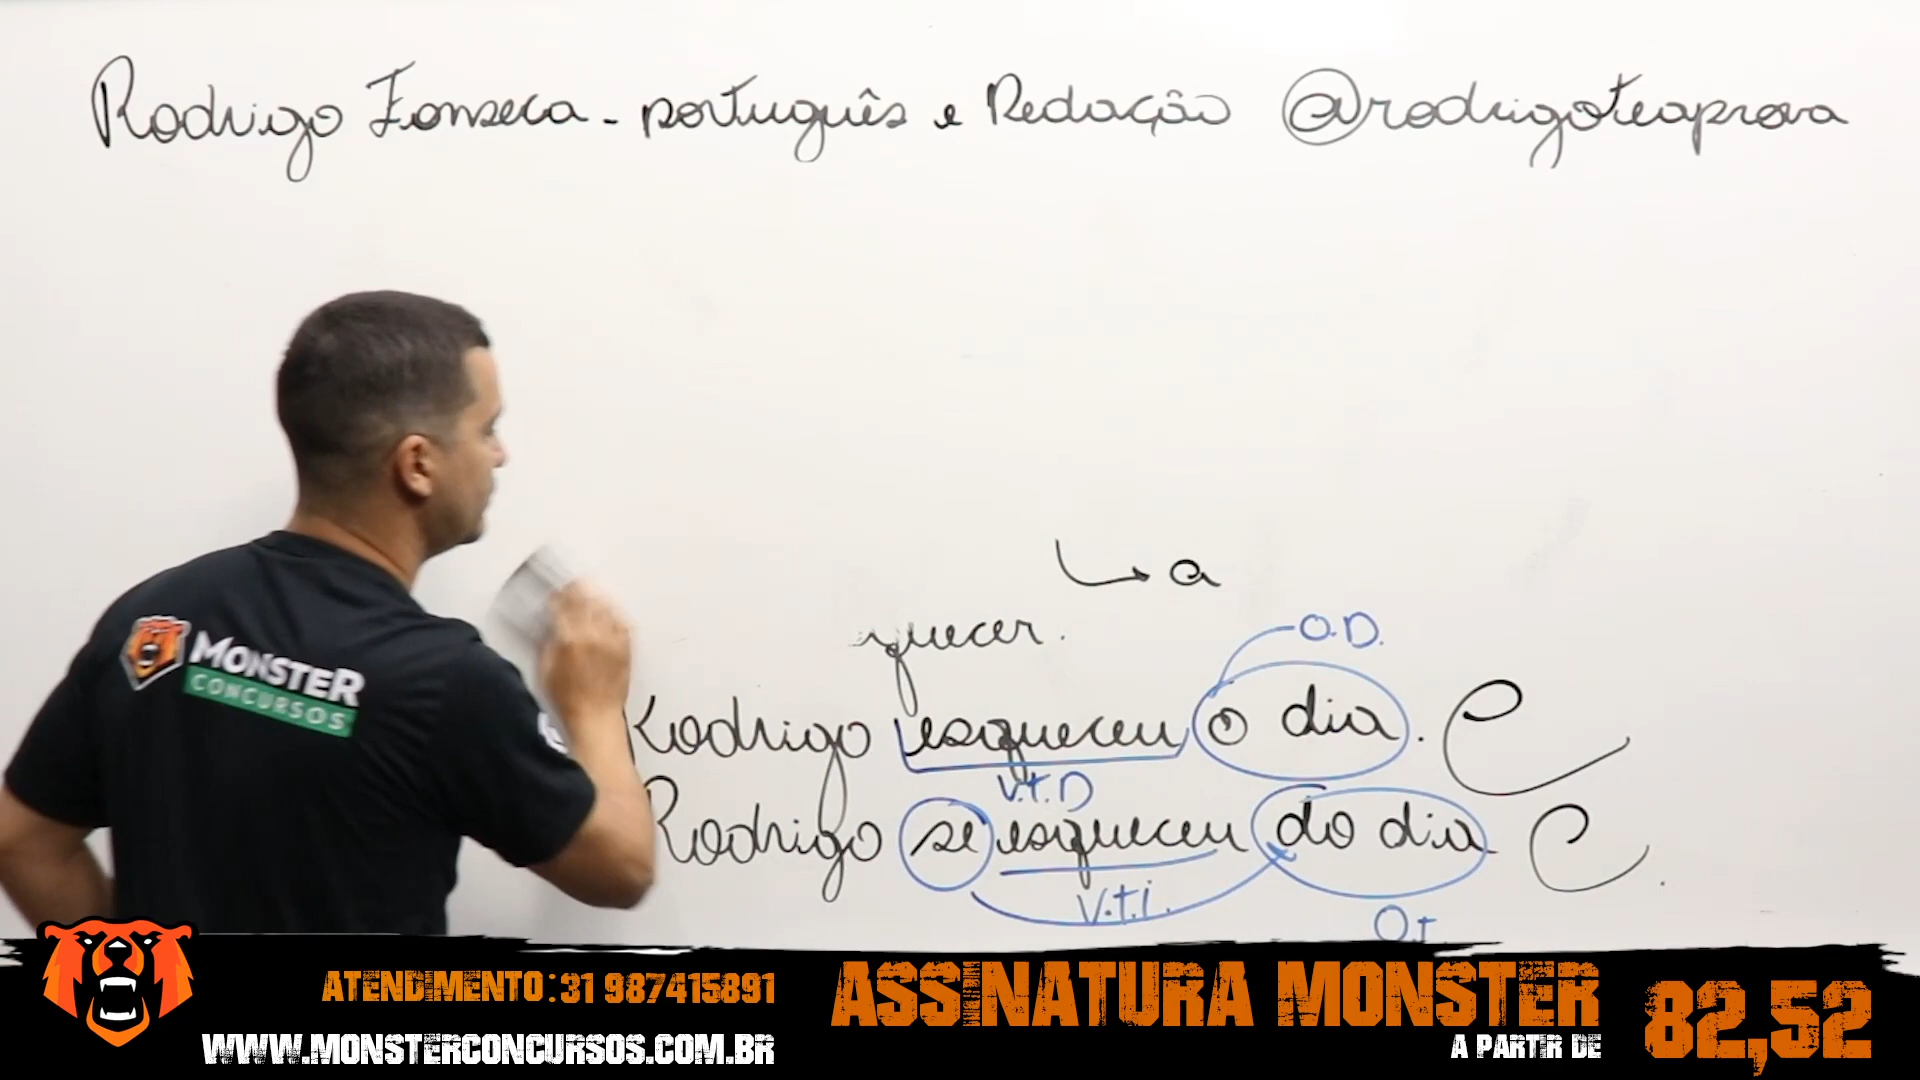 Rodrigo Fonseca - português e Redação @rodrigoteaprova
a
quecer.
O.D.
Rodrigo esqueceu o dia. C
V.t.D
Rodrigo se esqueceu do dia C
V.t.i.
MONSTER
CONCURSOS
ATENDIMENTO: 31 987415891
WWW.MONSTERCONCURSOS.COM.BR
ASSINATURA MONSTER
A PARTIR DE
82,52